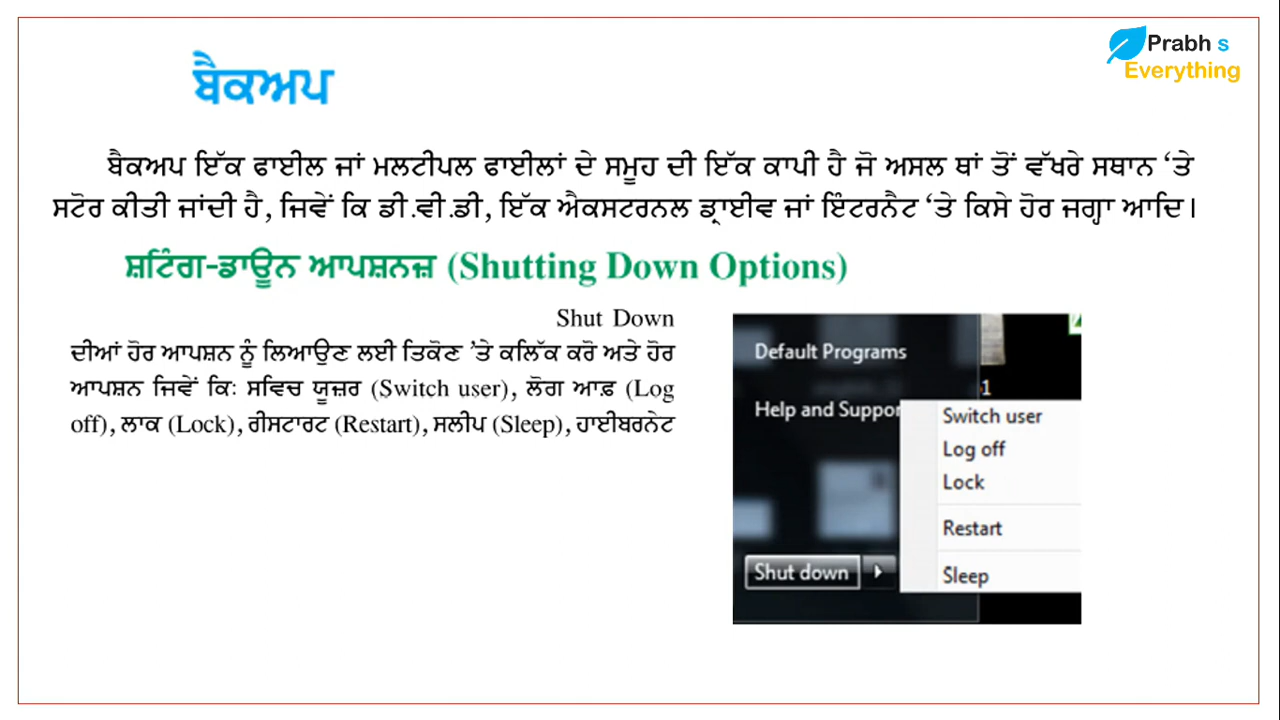 Prabh s
Everything
ਬੈਕਅਪ
ਬੈਕਅਪ ਇੱਕ ਫਾਈਲ ਜਾਂ ਮਲਟੀਪਲ ਫਾਈਲਾਂ ਦੇ ਸਮੂਹ ਦੀ ਇੱਕ ਕਾਪੀ ਹੈ ਜੋ ਅਸਲ ਥਾਂ ਤੋਂ ਵੱਖਰੇ ਸਥਾਨ ‘ਤੇ
ਸਟੋਰ ਕੀਤੀ ਜਾਂਦੀ ਹੈ, ਜਿਵੇਂ ਕਿ ਡੀ.ਵੀ.ਡੀ, ਇੱਕ ਐਕਸਟਰਨਲ ਡ੍ਰਾਈਵ ਜਾਂ ਇੰਟਰਨੈਟ ‘ਤੇ ਕਿਸੇ ਹੋਰ ਜਗ੍ਹਾ ਆਦਿ।
ਸ਼ਟਿੰਗ-ਡਾਊਨ ਆਪਸ਼ਨਜ਼ (Shutting Down Options)
Shut Down
ਦੀਆਂ ਹੋਰ ਆਪਸ਼ਨ ਨੂੰ ਲਿਆਉਣ ਲਈ ਤਿਕੋਣ ’ਤੇ ਕਲਿੱਕ ਕਰੋ ਅਤੇ ਹੋਰ
ਆਪਸ਼ਨ ਜਿਵੇਂ ਕਿ: ਸਵਿਚ ਯੂਜ਼ਰ (Switch user), ਲੋਗ ਆਫ਼ (Log
off), ਲਾਕ (Lock), ਰੀਸਟਾਰਟ (Restart), ਸਲੀਪ (Sleep), ਹਾਈਬਰਨੇਟ
Default Programs
1
Help and Suppor
Switch user
Log off
Lock
Restart
Shut down
Sleep